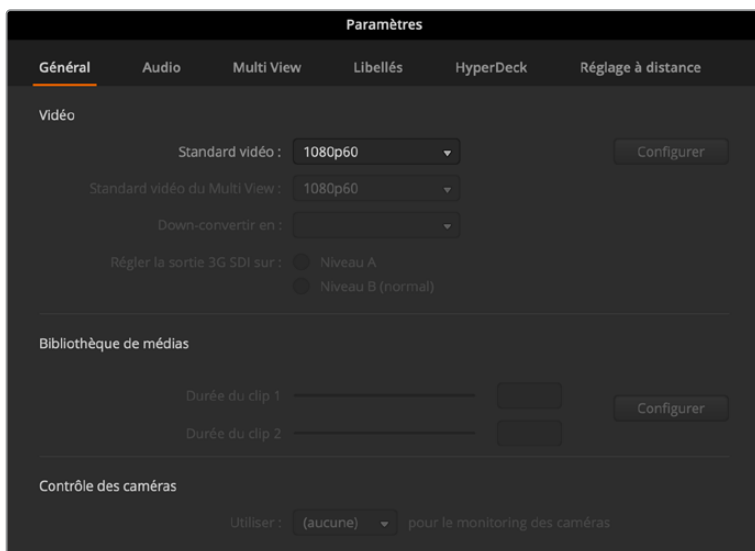 Paramètres
Général Audio Multi View Libellés HyperDeck Réglage à distance
Vidéo
Standard vidéo : 1080p60 Configurer
Standard vidéo du Multi View : 1080p60
Down-convertir en :
Régler la sortie 3G SDI sur : Niveau A
Niveau B (normal)
Bibliothèque de médias
Durée du clip 1
Configurer
Durée du clip 2
Contrôle des caméras
Utiliser : (aucune) pour le monitoring des caméras